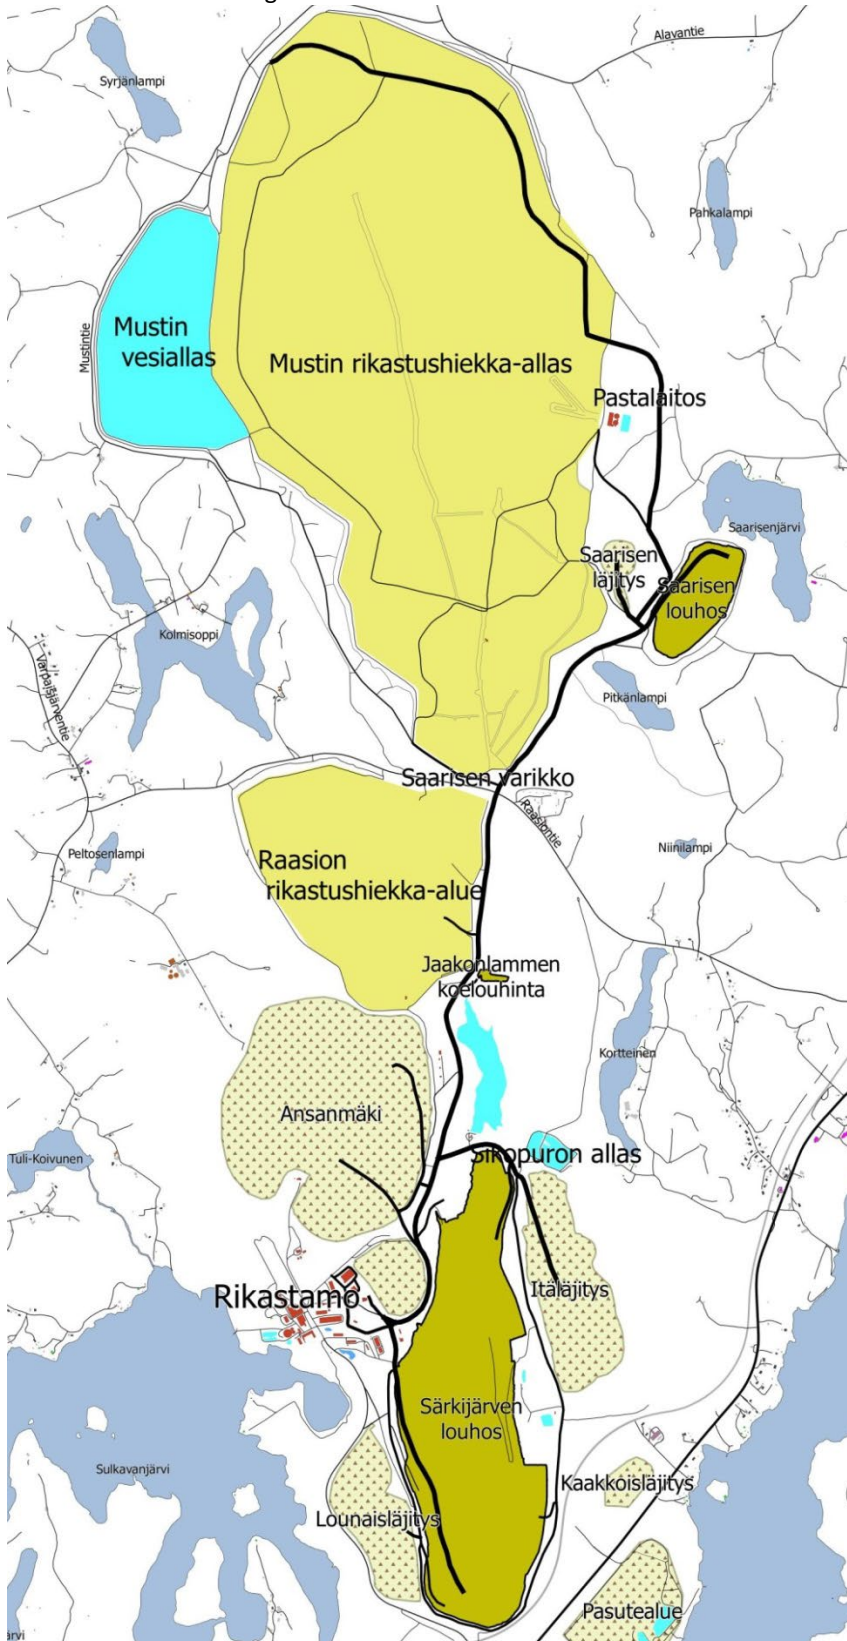 Alavantie
Syrjänlampi
Pahkalampi
Mustintie
Mustin
vesiallas
Mustin rikastushiekka-allas
Pastalaitos
Saarisenjärvi
Saarisen
läjitys
Saarisen
louhos
Kolmisoppi
Varpaisjärventie
Pitkänlampi
Saarisen varikko
Raasiontie
Peltosenlampi
Niinilampi
Raasion
rikastushiekka-alue
Jaakonlammen
koelouhinta
Kortteinen
Ansanmäki
Tuli-Koivunen
Sikopuron allas
Itäläjitys
Rikastamo
Särkijärven
louhos
Sulkavanjärvi
Kaakkoisläjitys
Lounaisläjitys
Pasutealue
järvi